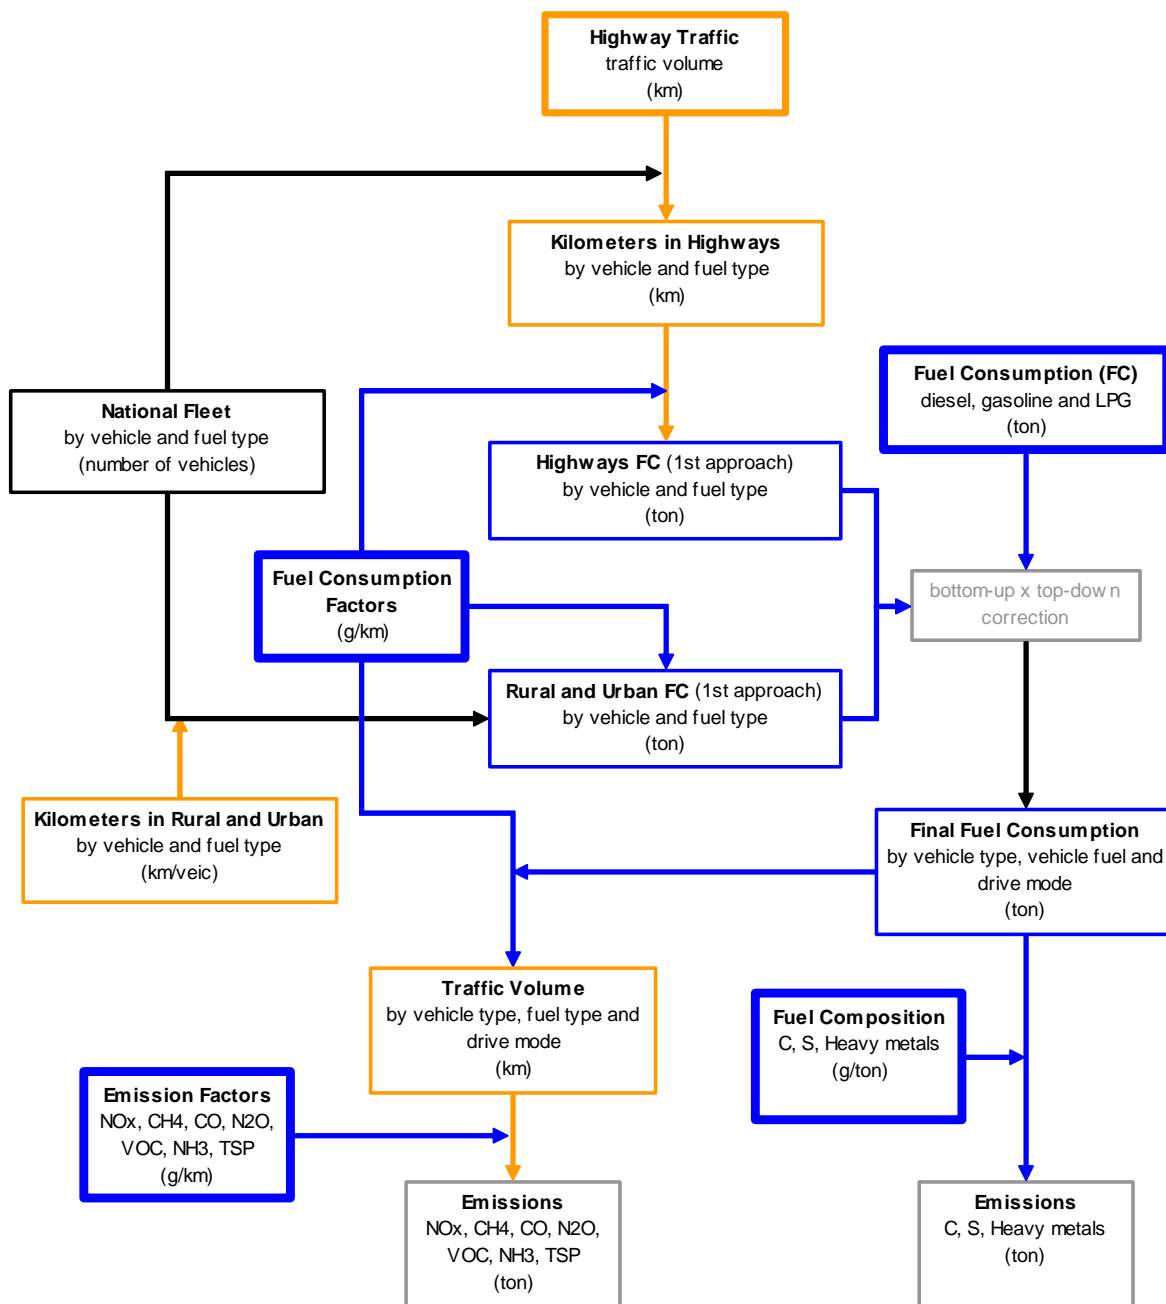 Highway Traffic
traffic volume
(km)
Kilometers in Highways
by vehicle and fuel type
(km)
Fuel Consumption (FC)
diesel, gasoline and LPG
(ton)
National Fleet
by vehicle and fuel type
(number of vehicles)
Highways FC (1st approach)
by vehicle and fuel type
(ton)
Fuel Consumption
Factors
(g/km)
bottom-up x top-down
correction
Rural and Urban FC (1st approach)
by vehicle and fuel type
(ton)
Kilometers in Rural and Urban
by vehicle and fuel type
(km/veic)
Final Fuel Consumption
by vehicle type, vehicle fuel and
drive mode
(ton)
Traffic Volume
by vehicle type, fuel type and
drive mode
(km)
Fuel Composition
C, S, Heavy metals
(g/ton)
Emission Factors
NOx, CH4, CO, N2O,
VOC, NH3, TSP
(g/km)
Emissions
NOx, CH4, CO, N2O,
VOC, NH3, TSP
(ton)
Emissions
C, S, Heavy metals
(ton)